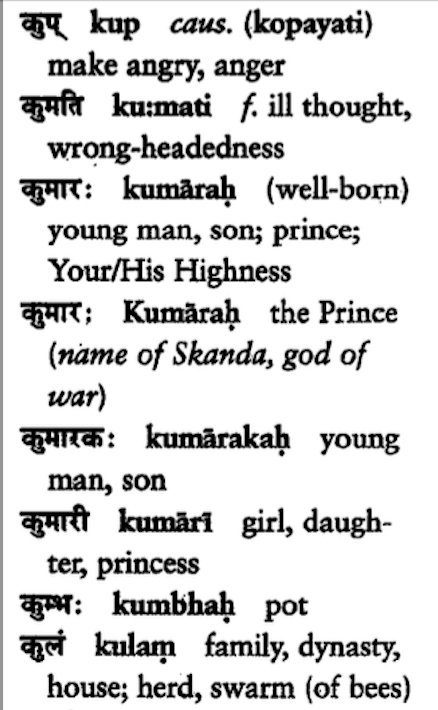 कुप् kup caus. (kopayati)
make angry, anger
कुमति ku:mati f. ill thought,
wrong-headedness
कुमारः kumāraḥ (well-born)
young man, son; prince;
Your/His Highness
कुमारः Kumāraḥ the Prince
(name of Skanda, god of
war)
कुमारकः kumārakaḥ young
man, son
कुमारी kumārī girl, daugh-
ter, princess
कुम्भः kumbhaḥ pot
कुलं kulaṃ family, dynasty,
house; herd, swarm (of bees)